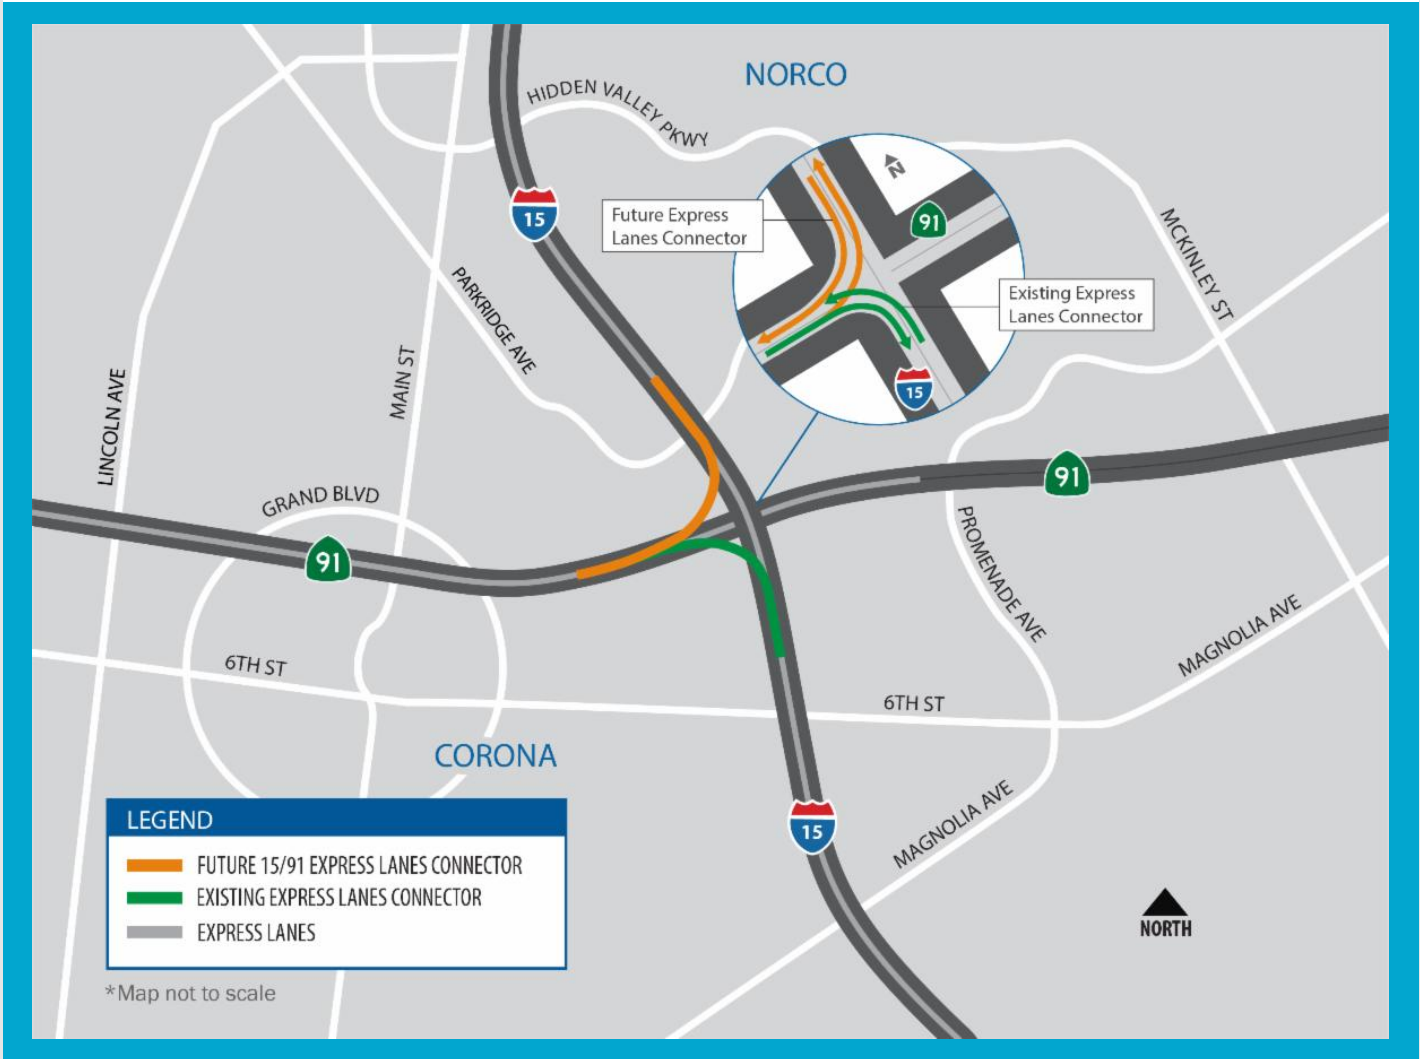 NORCO
HIDDEN VALLEY PKWY
N
15
91
Future Express
Lanes Connector
MCKINLEY ST
Existing Express
Lanes Connector
PARKRIDGE AVE
MAIN ST
LINCOLN AVE
15
91
GRAND BLVD
91
PROMENADE AVE
MAGNOLIA AVE
6TH ST
6TH ST
CORONA
15
MAGNOLIA AVE
LEGEND
FUTURE 15/91 EXPRESS LANES CONNECTOR
EXISTING EXPRESS LANES CONNECTOR
EXPRESS LANES
NORTH
*Map not to scale